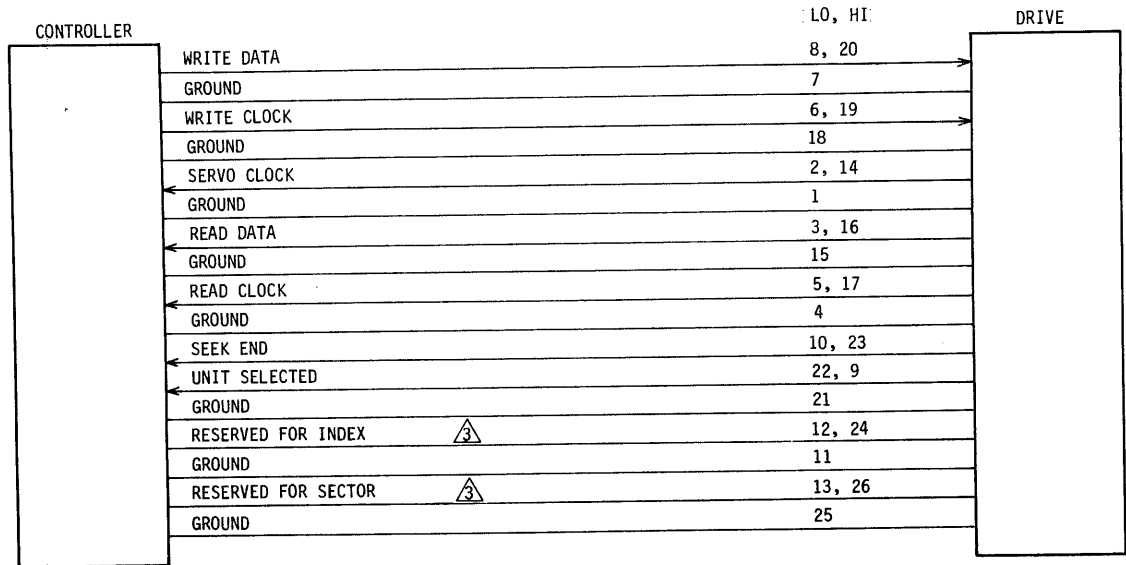 LO, HI
CONTROLLER DRIVE
WRITE DATA 8, 20
GROUND 7
WRITE CLOCK 6, 19
GROUND 18
SERVO CLOCK 2, 14
GROUND 1
READ DATA 3, 16
GROUND 15
READ CLOCK 5, 17
GROUND 4
SEEK END 10, 23
UNIT SELECTED 22, 9
GROUND 21
RESERVED FOR INDEX 3 12, 24
GROUND 11
RESERVED FOR SECTOR 3 13, 26
GROUND 25